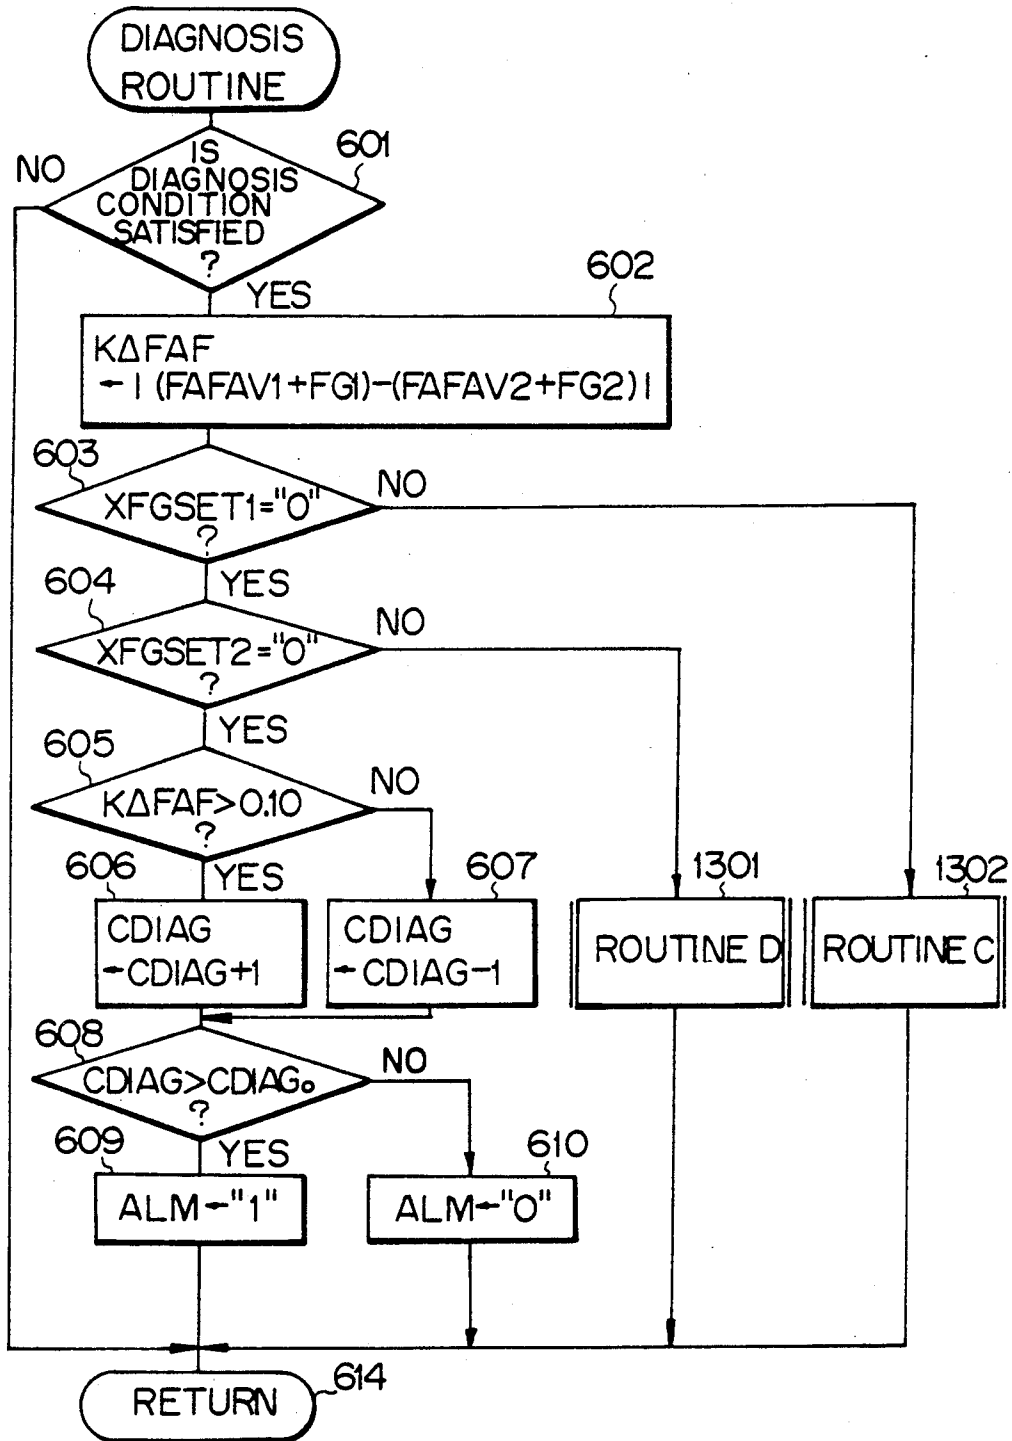 DIAGNOSIS
ROUTINE
601
NO
IS
DIAGNOSIS
CONDITION
SATISFIED
?
YES
602
KΔFAF
← | (FAFAV1+FG1)-(FAFAV2+FG2) |
603
XFGSET1="0"
?
NO
YES
604
XFGSET2="0"
?
NO
YES
605
KΔFAF>0.10
?
NO
YES
606
CDIAG
←CDIAG+1
607
CDIAG
←CDIAG-1
1301
ROUTINE D
1302
ROUTINE C
608
CDIAG>CDIAG₀
?
NO
YES
609
ALM←"1"
610
ALM←"0"
RETURN
614